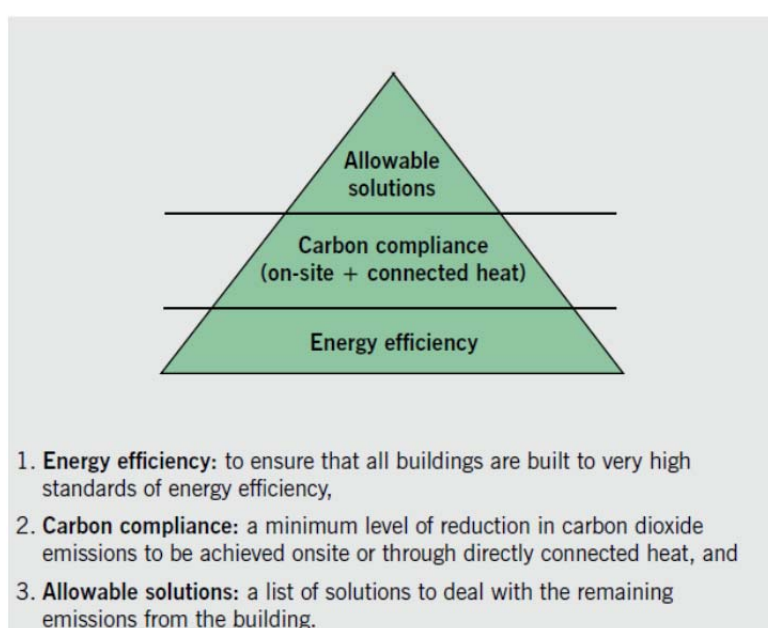 Allowable
solutions
Carbon compliance
(on-site + connected heat)
Energy efficiency
1. Energy efficiency: to ensure that all buildings are built to very high
standards of energy efficiency,
2. Carbon compliance: a minimum level of reduction in carbon dioxide
emissions to be achieved onsite or through directly connected heat, and
3. Allowable solutions: a list of solutions to deal with the remaining
emissions from the building.